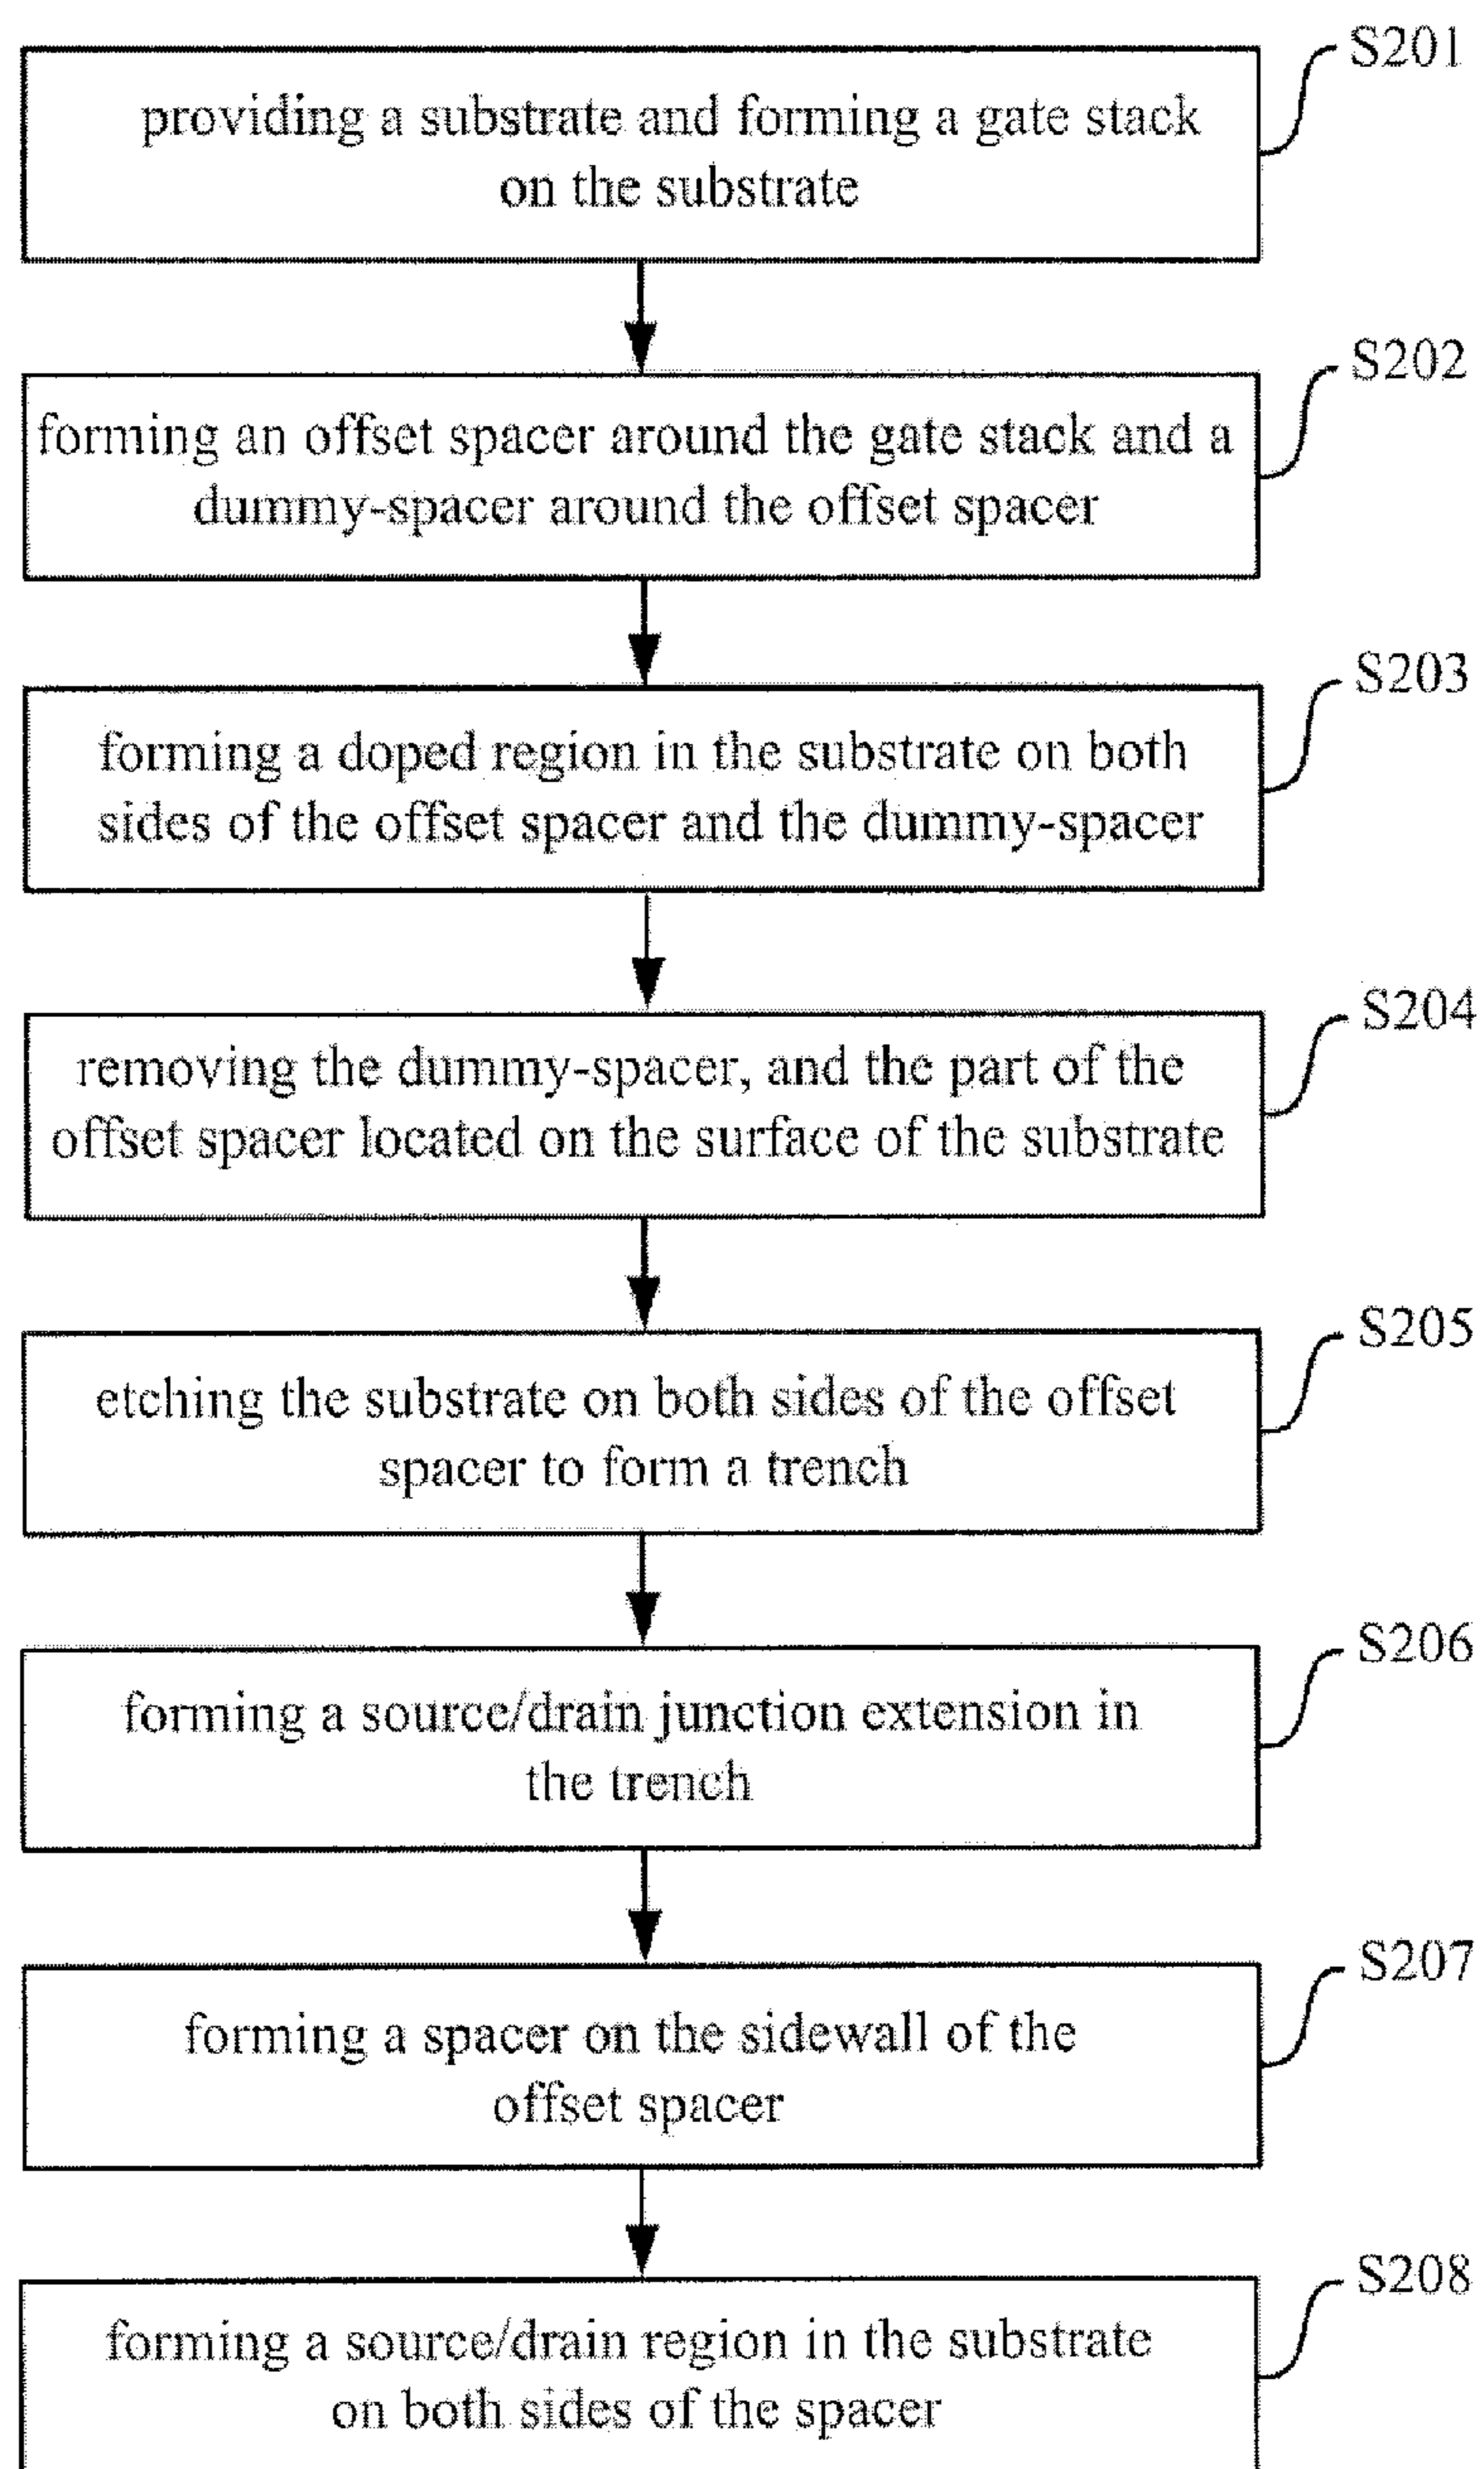 S201
providing a substrate and forming a gate stack
on the substrate
S202
forming an offset spacer around the gate stack and a
dummy-spacer around the offset spacer
S203
forming a doped region in the substrate on both
sides of the offset spacer and the dummy-spacer
S204
removing the dummy-spacer, and the part of the
offset spacer located on the surface of the substrate
S205
etching the substrate on both sides of the offset
spacer to form a trench
S206
forming a source/drain junction extension in
the trench
S207
forming a spacer on the sidewall of the
offset spacer
S208
forming a source/drain region in the substrate
on both sides of the spacer